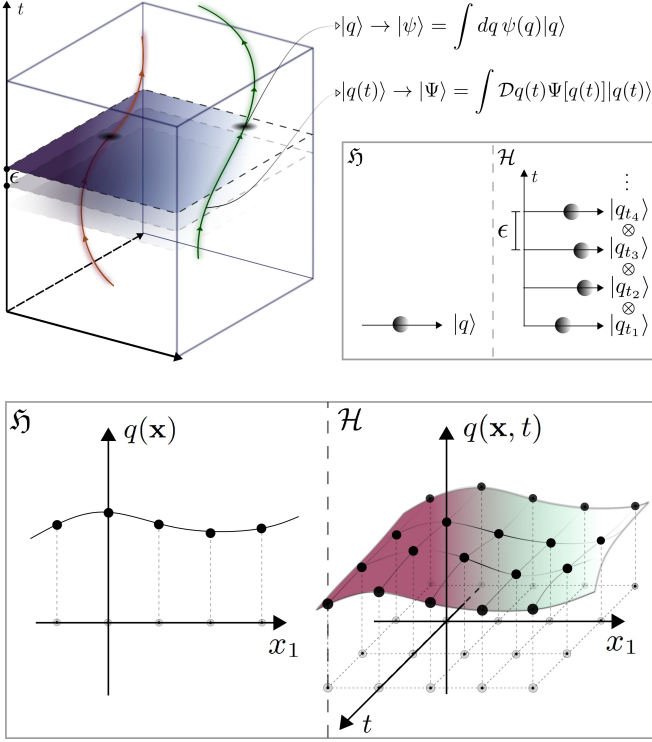 t
|q⟩ → |ψ⟩ = ∫ dq ψ(q)|q⟩
|q(t)⟩ → |Ψ⟩ = ∫ 𝒟q(t)Ψ[q(t)]|q(t)⟩
ϵ
ℌ
|q⟩
ℋ
t
⋮
|q_{t_4}⟩
⊗
ϵ
|q_{t_3}⟩
⊗
|q_{t_2}⟩
⊗
|q_{t_1}⟩
ℌ
q(𝐱)
x_1
ℋ
q(𝐱, t)
x_1
t